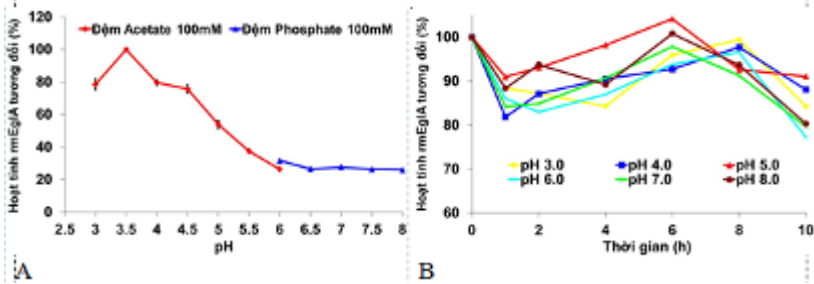 Hoạt tính rmEglA tương đối (%)
Đệm Acetate 100mM
Đệm Phosphate 100mM
120
100
80
60
40
20
0
2.5 3 3.5 4 4.5 5 5.5 6 6.5 7 7.5 8
pH
A
Hoạt tính rmEglA tương đối (%)
100
90
80
70
60
pH 3.0 pH 4.0 pH 5.0
pH 6.0 pH 7.0 pH 8.0
0 2 4 6 8 10
Thời gian (h)
B